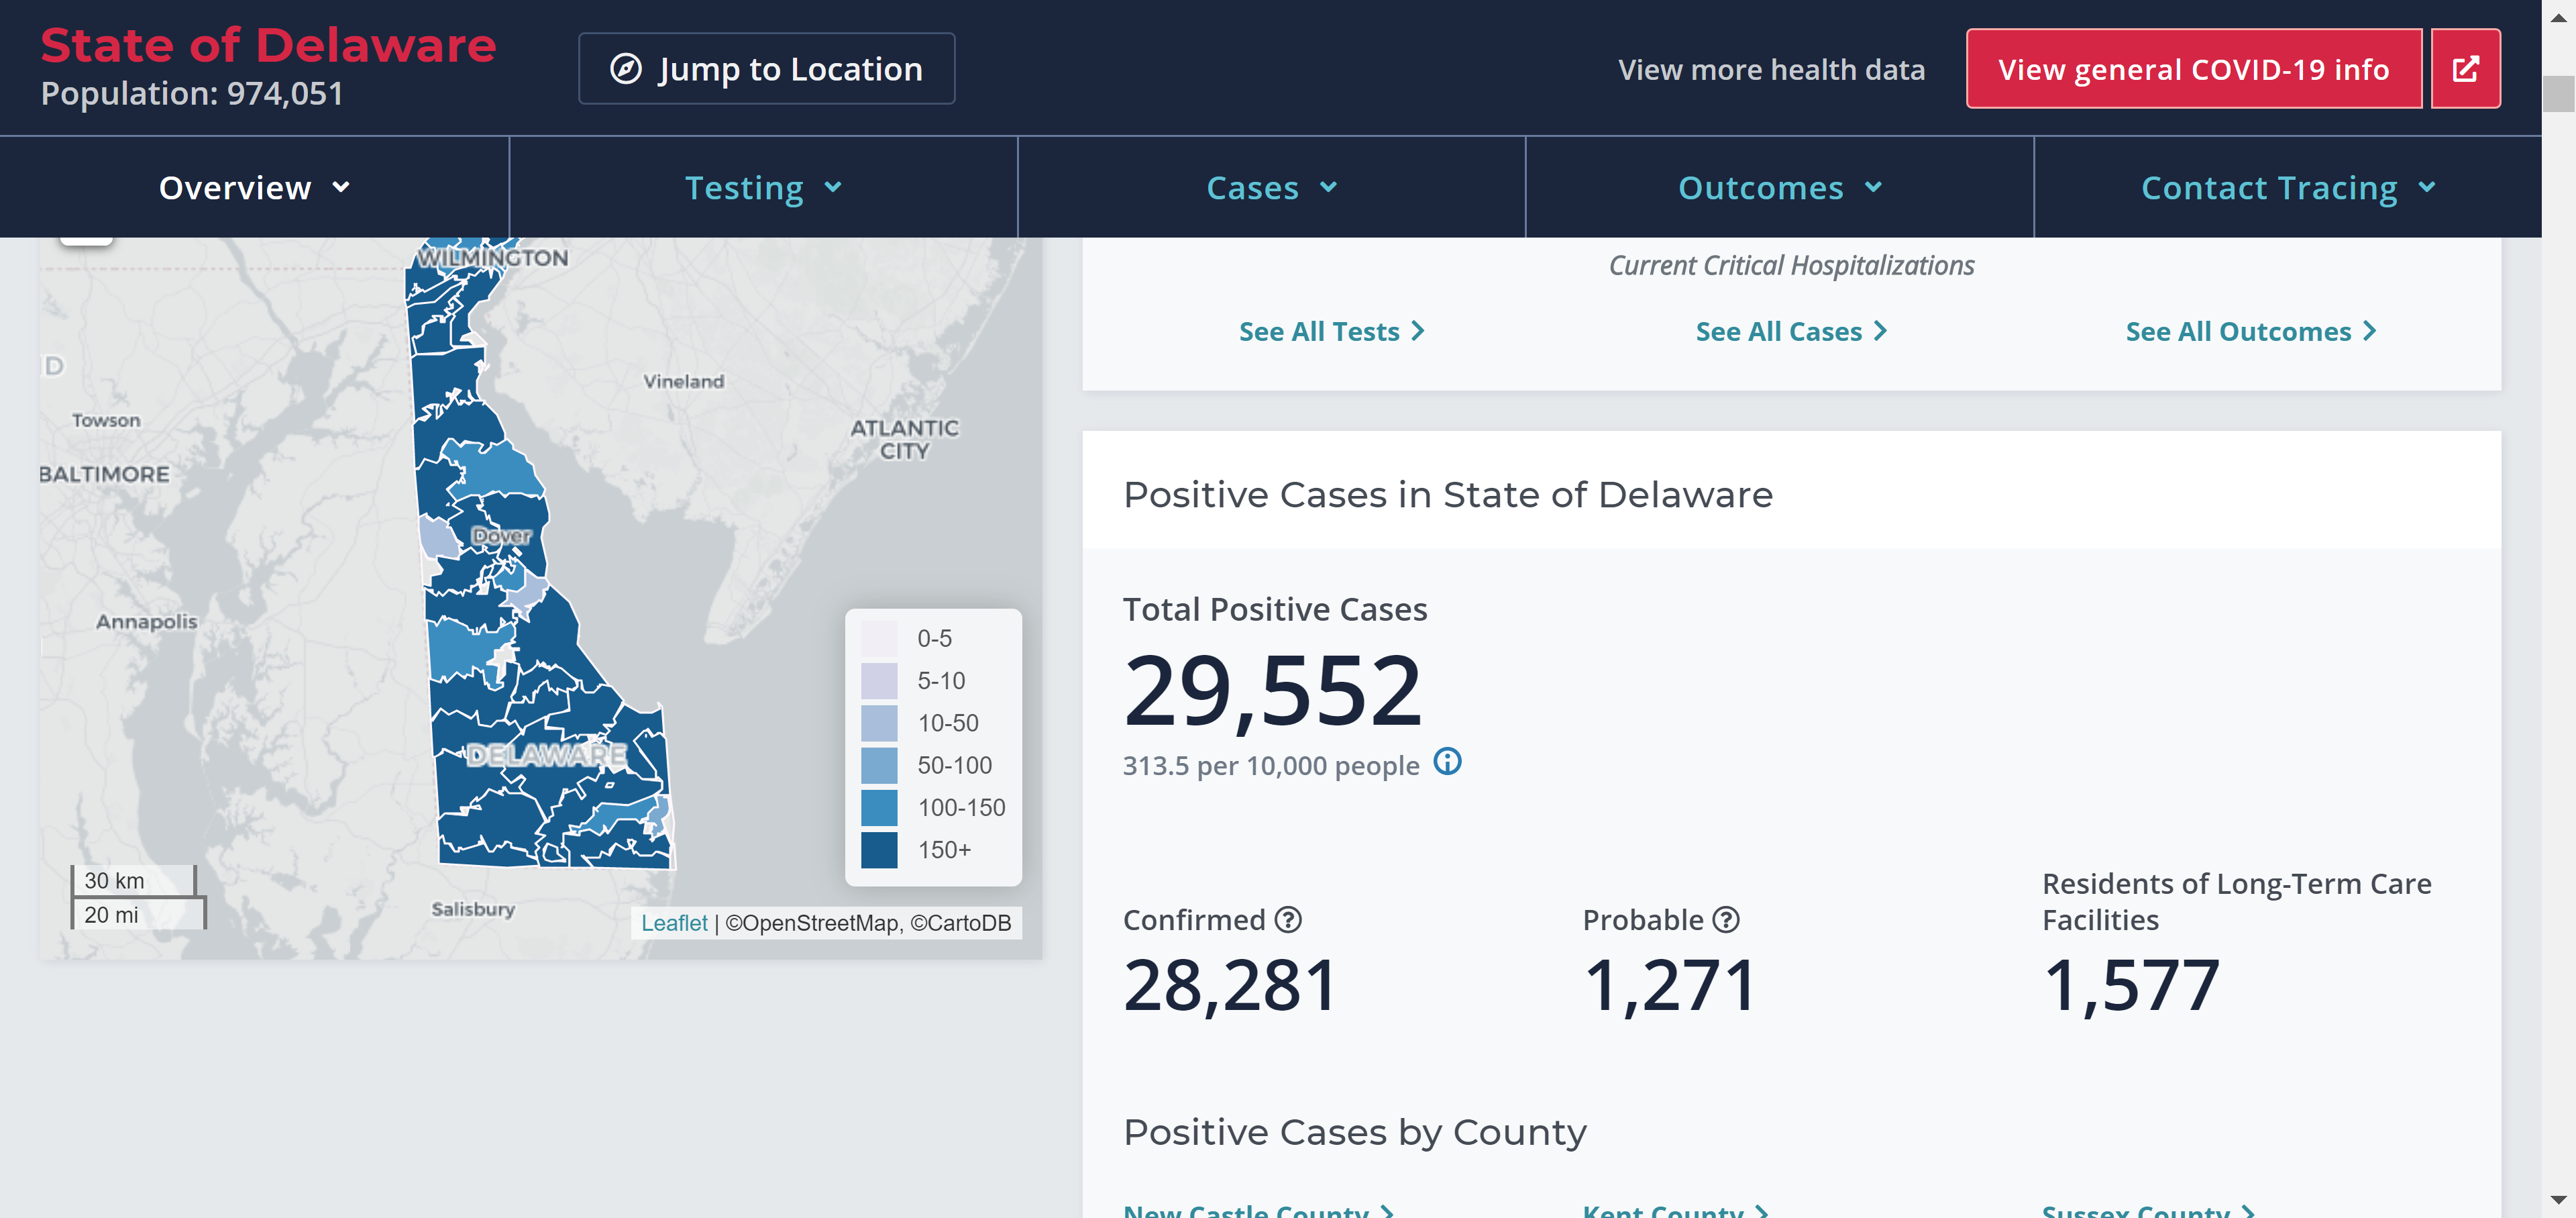 State of Delaware
Population: 974,051
Jump to Location
View more health data
View general COVID-19 info
Overview
Testing
Cases
Outcomes
Contact Tracing
WILMINGTON
D
Vineland
Towson
ATLANTIC
CITY
BALTIMORE
Dover
Annapolis
DELAWARE
Salisbury
0-5
5-10
10-50
50-100
100-150
150+
30 km
20 mi
Leaflet | ©OpenStreetMap, ©CartoDB
Current Critical Hospitalizations
See All Tests
See All Cases
See All Outcomes
Positive Cases in State of Delaware
Total Positive Cases
29,552
313.5 per 10,000 people
Confirmed
28,281
Probable
1,271
Residents of Long-Term Care
Facilities
1,577
Positive Cases by County
New Castle County
Kent County
Sussex County